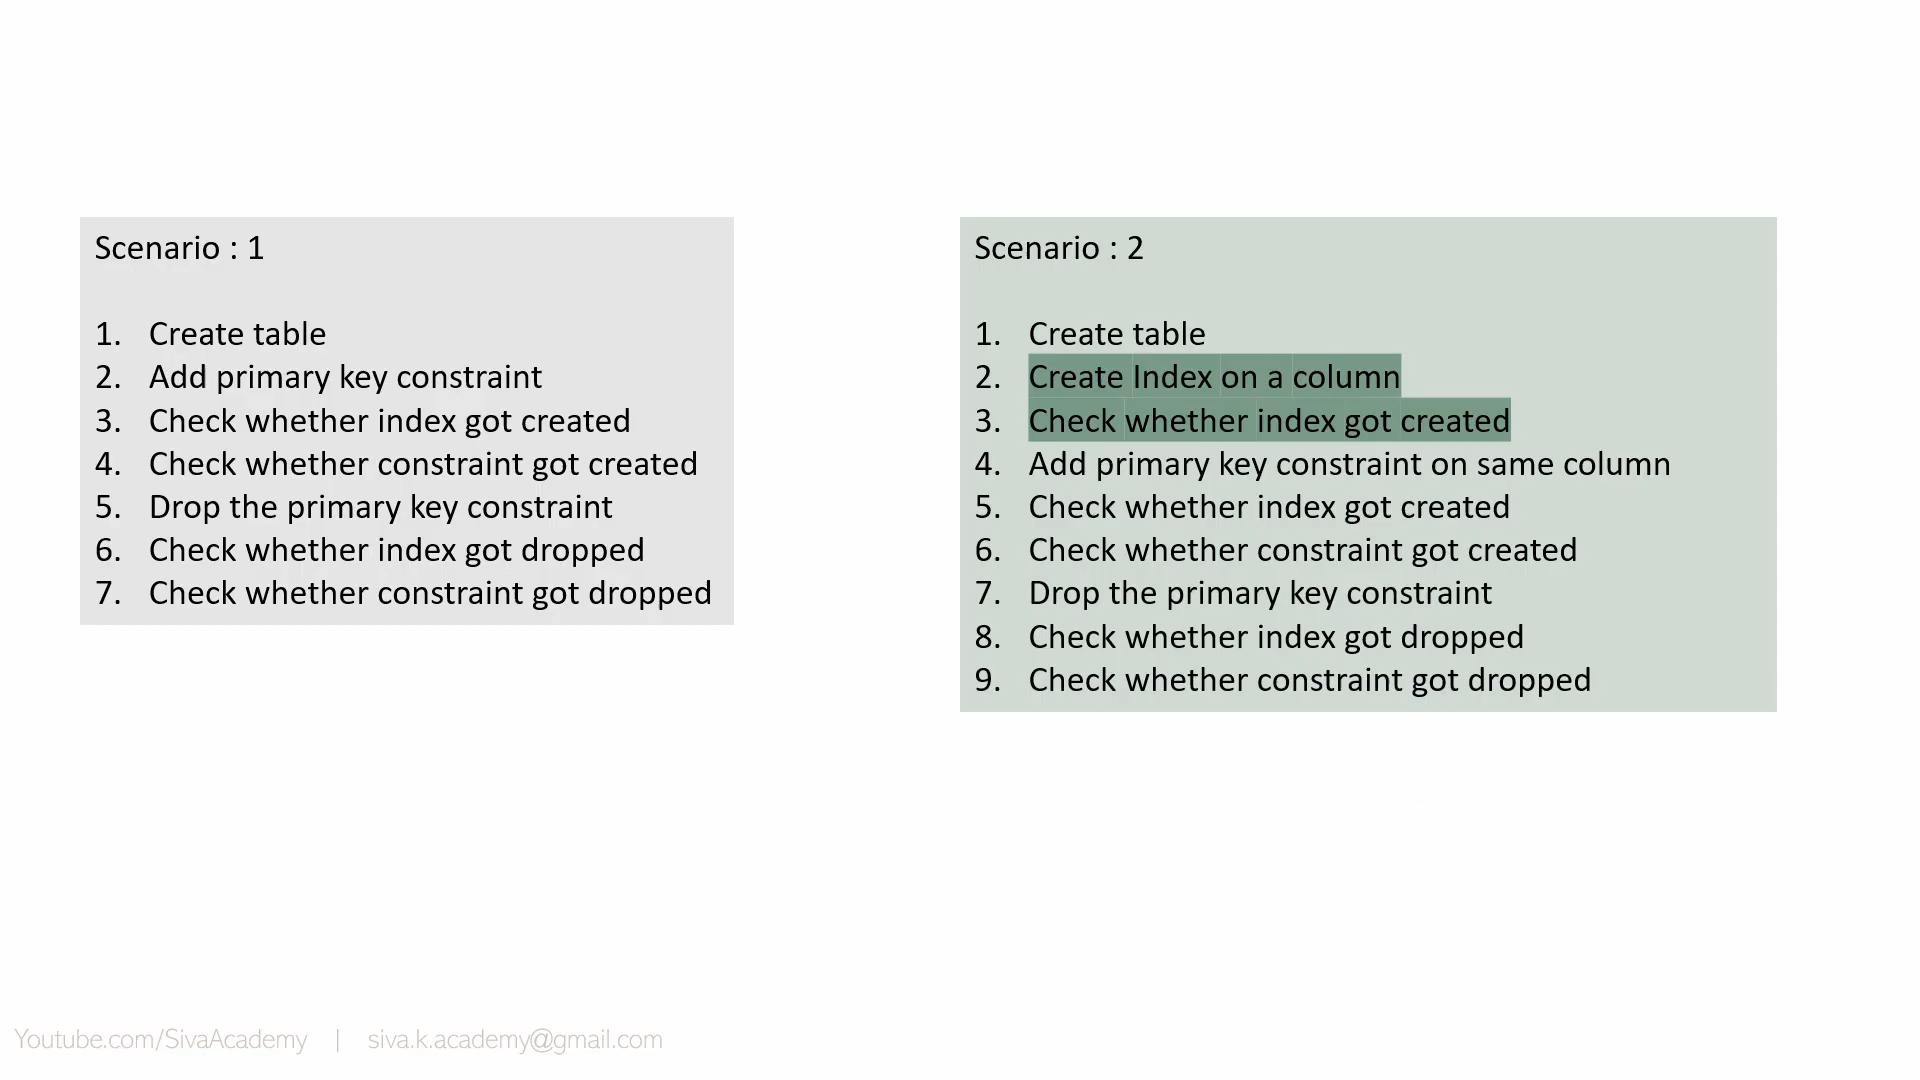 Scenario : 1
1. Create table
2. Add primary key constraint
3. Check whether index got created
4. Check whether constraint got created
5. Drop the primary key constraint
6. Check whether index got dropped
7. Check whether constraint got dropped
Scenario : 2
1. Create table
2. Create Index on a column
3. Check whether index got created
4. Add primary key constraint on same column
5. Check whether index got created
6. Check whether constraint got created
7. Drop the primary key constraint
8. Check whether index got dropped
9. Check whether constraint got dropped
Youtube.com/SivaAcademy | siva.k.academy@gmail.com